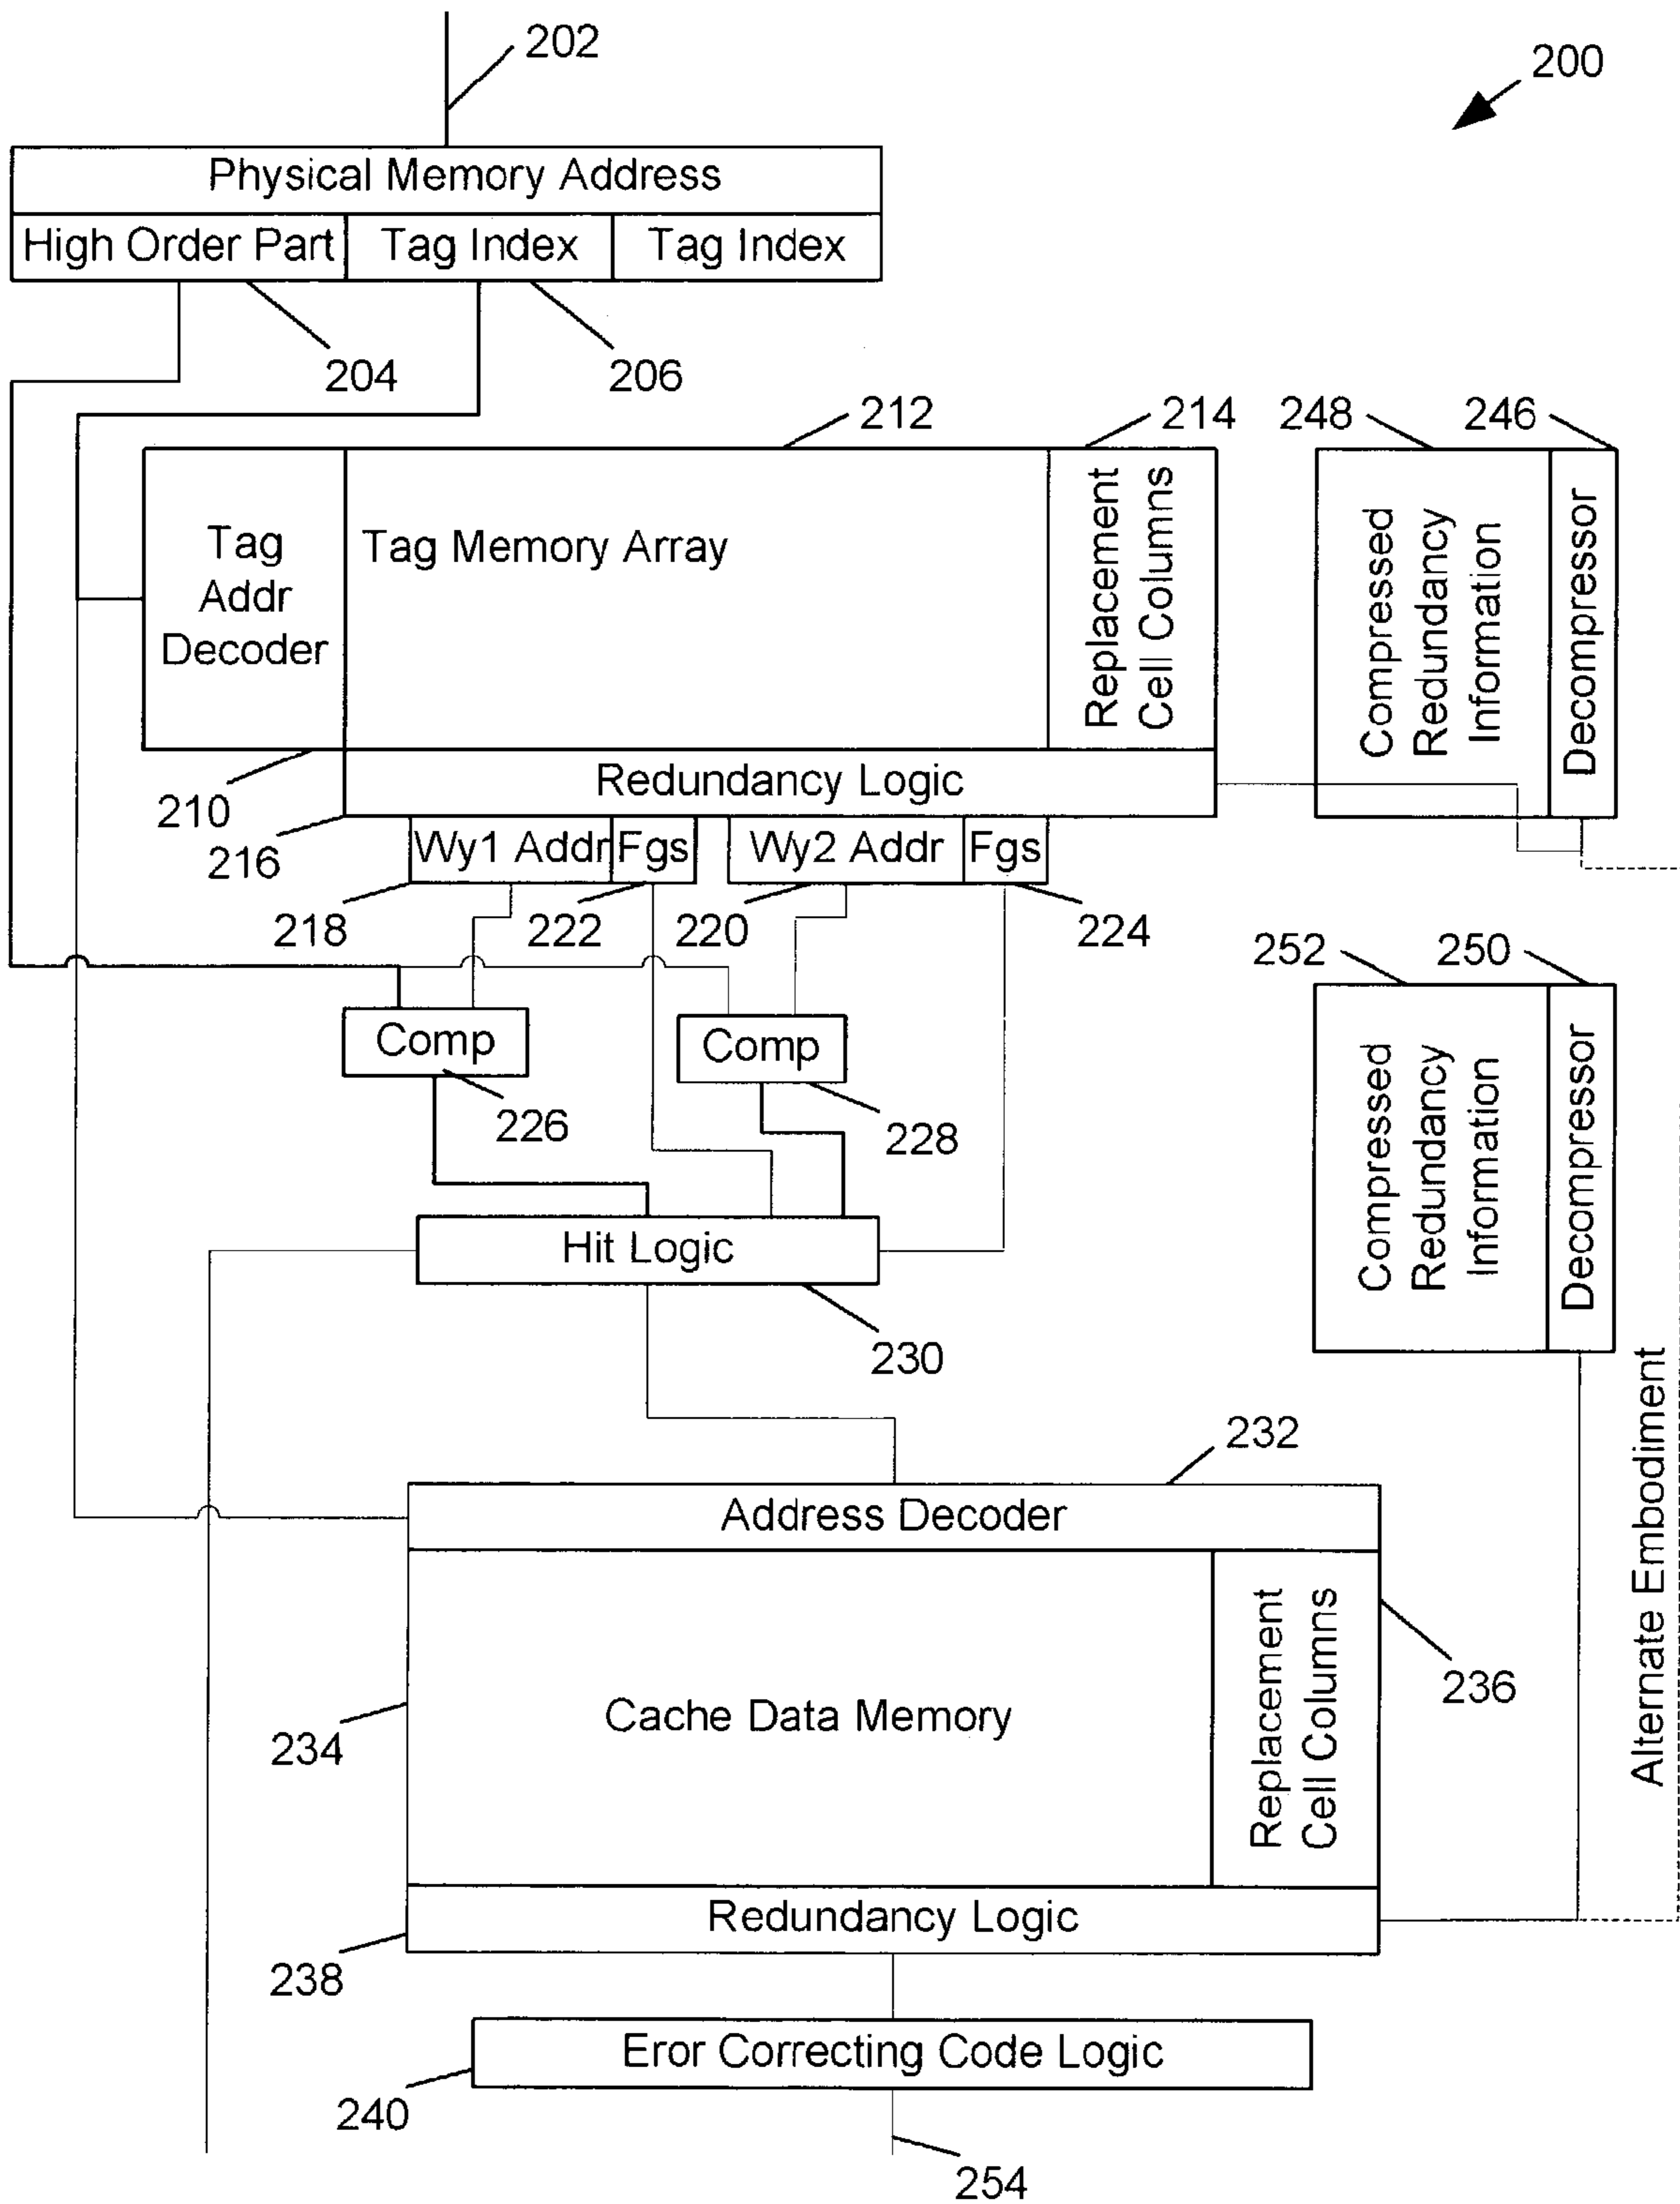 202
200
Physical Memory Address
High Order Part
Tag Index
Tag Index
204
206
212
214
248
246
Tag
Addr
Decoder
Tag Memory Array
Replacement
Cell Columns
Compressed
Redundancy
Information
Decompressor
210
Redundancy Logic
216
Wy1 Addr
Fgs
Wy2 Addr
Fgs
218
222
220
224
252
250
Comp
Comp
226
228
Compressed
Redundancy
Information
Decompressor
Hit Logic
230
Alternate Embodiment
232
Address Decoder
Cache Data Memory
Replacement
Cell Columns
236
234
Redundancy Logic
238
Eror Correcting Code Logic
240
254